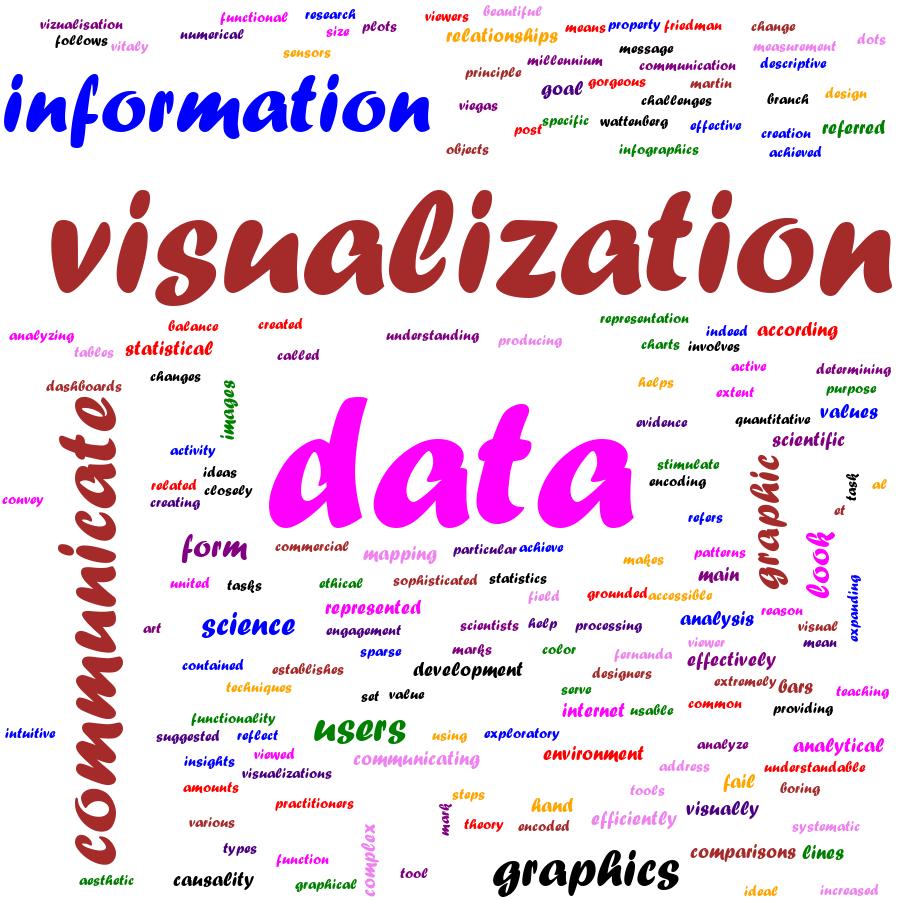 vizualisation
functional
research
viewers
beautiful
follows
vitaly
numerical
size
plots
relationships
means
property
friedman
change
sensors
message
measurement
dots
millennium
communication
descriptive
principle
information
goal
gorgeous
martin
viegas
challenges
branch
design
post
specific
wattenberg
effective
creation
referred
objects
infographics
achieved
visualization
analyzing
balance
created
understanding
producing
representation
indeed
according
tables
statistical
called
charts
involves
dashboards
changes
images
helps
active
determining
extent
purpose
evidence
quantitative
values
scientific
communicate
data
activity
ideas
related
closely
convey
creating
stimulate
encoding
graphic
task
al
et
refers
look
form
commercial
mapping
particular
achieve
makes
patterns
united
tasks
ethical
sophisticated
statistics
main
field
grounded
accessible
expanding
represented
reason
art
science
engagement
scientists
help
processing
analysis
visual
mean
sparse
marks
color
fernanda
viewer
effectively
contained
establishes
development
designers
techniques
set
value
serve
extremely
bars
teaching
functionality
internet
usable
common
providing
intuitive
suggested
reflect
users
using
exploratory
insights
viewed
communicating
environment
analyze
analytical
visualizations
address
understandable
amounts
practitioners
steps
tools
fail
boring
mark
hand
visually
various
theory
encoded
efficiently
systematic
types
function
complex
graphics
comparisons
lines
aesthetic
causality
graphical
tool
ideal
increased